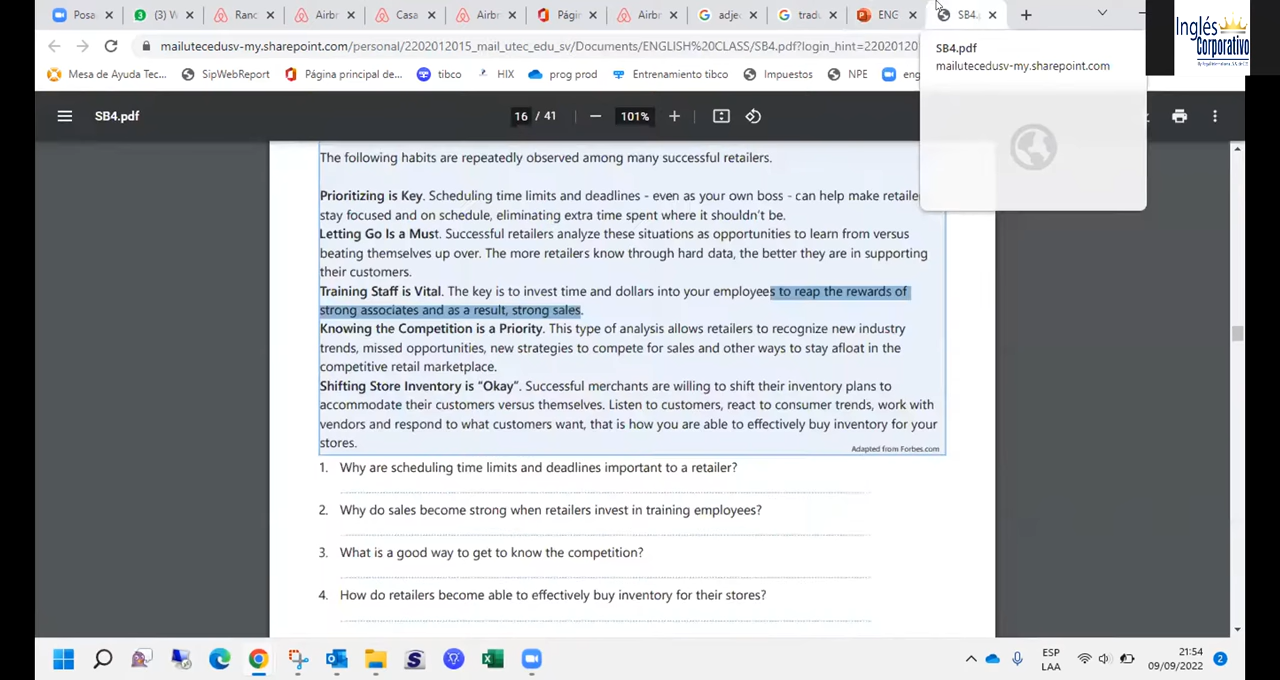 Posa
(3) W
Ranc
Airbr
Casa
Airbr
Págir
Airbr
adje
tradu
ENG
SB4.
Inglés
Corporativo
mailutecedusv-my.sharepoint.com/personal/2202012015_mail_utec_edu_sv/Documents/ENGLISH%20CLASS/SB4.pdf?login_hint=22020120
SB4.pdf
mailutecedusv-my.sharepoint.com
Mesa de Ayuda Tec...
SipWebReport
Página principal de...
tibco
HIX
prog prod
Entrenamiento tibco
Impuestos
NPE
eng
SB4.pdf
16 / 41
101%
The following habits are repeatedly observed among many successful retailers.
Prioritizing is Key. Scheduling time limits and deadlines - even as your own boss - can help make retaile
stay focused and on schedule, eliminating extra time spent where it shouldn't be.
Letting Go Is a Must. Successful retailers analyze these situations as opportunities to learn from versus
beating themselves up over. The more retailers know through hard data, the better they are in supporting
their customers.
Training Staff is Vital. The key is to invest time and dollars into your employees to reap the rewards of
strong associates and as a result, strong sales.
Knowing the Competition is a Priority. This type of analysis allows retailers to recognize new industry
trends, missed opportunities, new strategies to compete for sales and other ways to stay afloat in the
competitive retail marketplace.
Shifting Store Inventory is “Okay”. Successful merchants are willing to shift their inventory plans to
accommodate their customers versus themselves. Listen to customers, react to consumer trends, work with
vendors and respond to what customers want, that is how you are able to effectively buy inventory for your
stores.
Adapted from Forbes.com
1. Why are scheduling time limits and deadlines important to a retailer?
2. Why do sales become strong when retailers invest in training employees?
3. What is a good way to get to know the competition?
4. How do retailers become able to effectively buy inventory for their stores?
ESP
LAA
21:54
09/09/2022
2